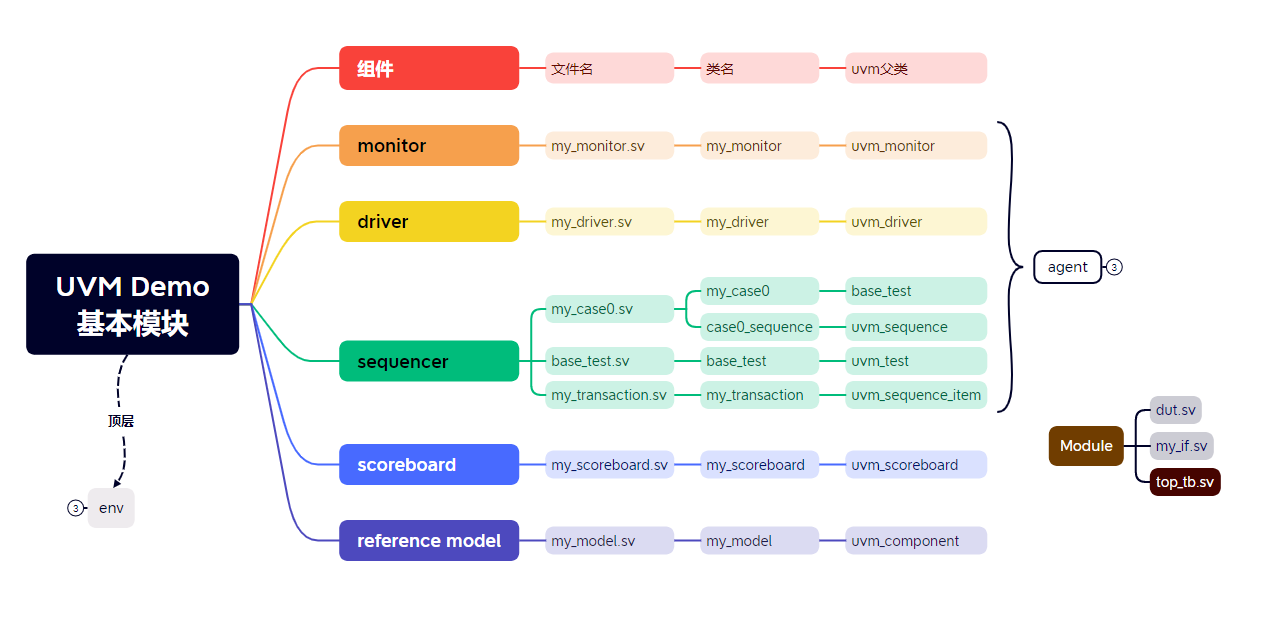 UVM Demo
基本模块
组件
文件名
类名
uvm父类
monitor
my_monitor.sv
my_monitor
uvm_monitor
driver
my_driver.sv
my_driver
uvm_driver
sequencer
my_case0.sv
my_case0
base_test
case0_sequence
uvm_sequence
base_test.sv
base_test
uvm_test
my_transaction.sv
my_transaction
uvm_sequence_item
scoreboard
my_scoreboard.sv
my_scoreboard
uvm_scoreboard
reference model
my_model.sv
my_model
uvm_component
agent
3
顶层
env
3
Module
dut.sv
my_if.sv
top_tb.sv